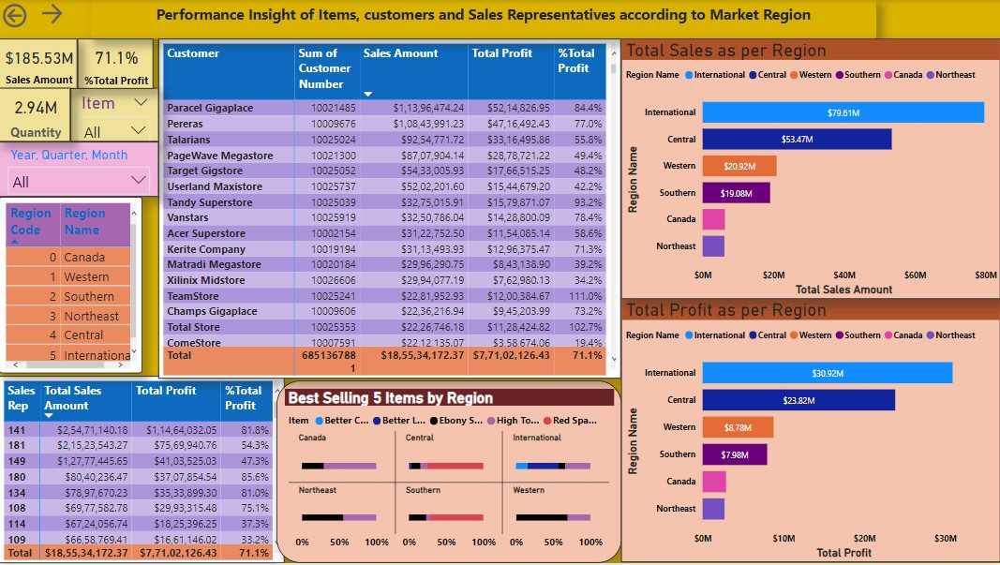 Performance Insight of Items, customers and Sales Representatives according to Market Region
$185.53M
Sales Amount
71.1%
%Total Profit
2.94M
Quantity
Item
All
Year, Quarter, Month
All
Region Code Region Name
0 Canada
1 Western
2 Southern
3 Northeast
4 Central
5 Internationa
Customer Sum of Customer Number Sales Amount Total Profit %Total Profit
Paracel Gigaplace 10021485 $1,13,96,474.24 $52,14,826.95 84.4%
Pereras 10009676 $1,08,43,991.23 $47,16,492.43 77.0%
Talarians 10025024 $92,54,771.72 $33,16,495.86 55.8%
PageWave Megastore 10021300 $87,07,904.14 $28,78,721.22 49.4%
Target Gigstore 10025052 $54,33,005.93 $17,66,515.25 48.2%
Userland Maxistore 10025737 $52,02,201.60 $15,44,679.20 42.2%
Tandy Superstore 10025039 $32,75,015.91 $15,79,871.07 93.2%
Vanstars 10025919 $32,50,786.04 $14,28,800.09 78.4%
Acer Superstore 10002154 $31,22,752.50 $11,54,085.14 58.6%
Kerite Company 10019194 $31,13,493.93 $12,96,375.47 71.3%
Matradi Megastore 10020184 $29,96,290.75 $8,43,138.90 39.2%
Xilinix Midstore 10026606 $29,94,077.19 $7,62,980.13 34.2%
TeamStore 10025241 $22,81,952.93 $12,00,384.67 111.0%
Champs Gigaplace 10009606 $22,36,216.94 $9,45,203.99 73.2%
Total Store 10025353 $22,26,746.18 $11,28,424.82 102.7%
ComeStore 10007591 $22,12,135.07 $3,58,674.06 19.4%
Total 685136788 $18,55,34,172.37 $7,71,02,126.43 71.1%
1
Sales Rep Total Sales Amount Total Profit %Total Profit
141 $2,54,71,140.18 $1,14,64,032.05 81.8%
181 $2,15,23,543.27 $75,69,940.76 54.3%
149 $1,27,77,445.65 $41,03,525.03 47.3%
180 $80,40,236.47 $37,07,854.54 85.6%
134 $78,97,670.23 $35,33,899.30 81.0%
108 $69,77,582.78 $29,93,315.48 75.1%
114 $67,24,056.74 $18,25,396.25 37.3%
109 $66,58,769.41 $16,61,146.02 33.2%
Total $18,55,34,172.37 $7,71,02,126.43 71.1%
Best Selling 5 Items by Region
Item Better C... Better L... Ebony S... High To... Red Spa...
Canada Central International
Northeast Southern Western
0% 50% 100% 0% 50% 100% 0% 50% 100%
Total Sales as per Region
Region Name International Central Western Southern Canada Northeast
Region Name
International $79.61M
Central $53.47M
Western $20.92M
Southern $19.08M
Canada
Northeast
$0M $20M $40M $60M $80M
Total Sales Amount
Total Profit as per Region
Region Name International Central Western Southern Canada Northeast
Region Name
International $30.92M
Central $23.82M
Western $8.78M
Southern $7.98M
Canada
Northeast
$0M $10M $20M $30M
Total Profit